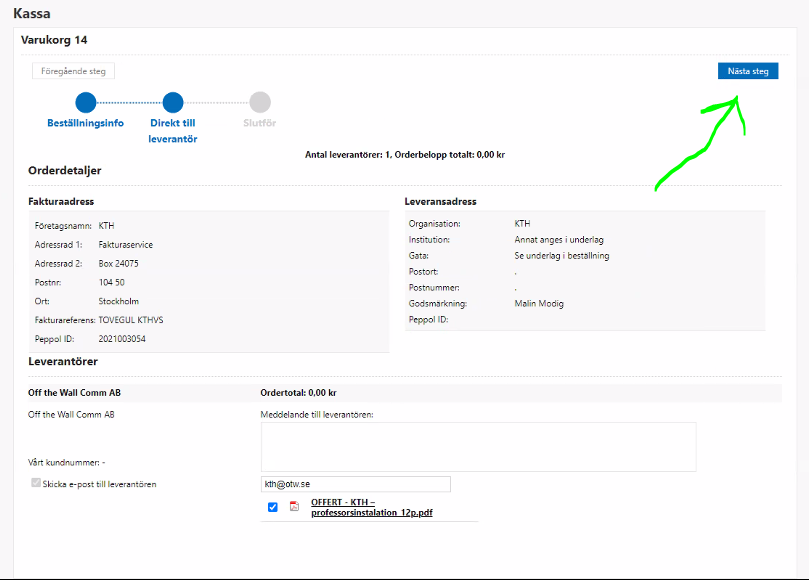 Kassa
Varukorg 14
Föregående steg
Nästa steg
Beställningsinfo
Direkt till
leverantör
Slutför
Antal leverantörer: 1, Orderbelopp totalt: 0,00 kr
Orderdetaljer
Fakturaadress
Företagsnamn: KTH
Adressrad 1: Fakturaservice
Adressrad 2: Box 24075
Postnr: 104 50
Ort: Stockholm
Fakturareferens: TOVEGUL KTHVS
Peppol ID: 2021003054
Leveransadress
Organisation: KTH
Institution: Annat anges i underlag
Gata: Se underlag i beställning
Postort: .
Postnummer: .
Godsmärkning: Malin Modig
Peppol ID:
Leverantörer
Off the Wall Comm AB Ordertotal: 0,00 kr
Off the Wall Comm AB Meddelande till leverantören:
Vårt kundnummer: -
Skicka e-post till leverantören kth@otw.se
OFFERT - KTH –
professorsinstalation_12p.pdf